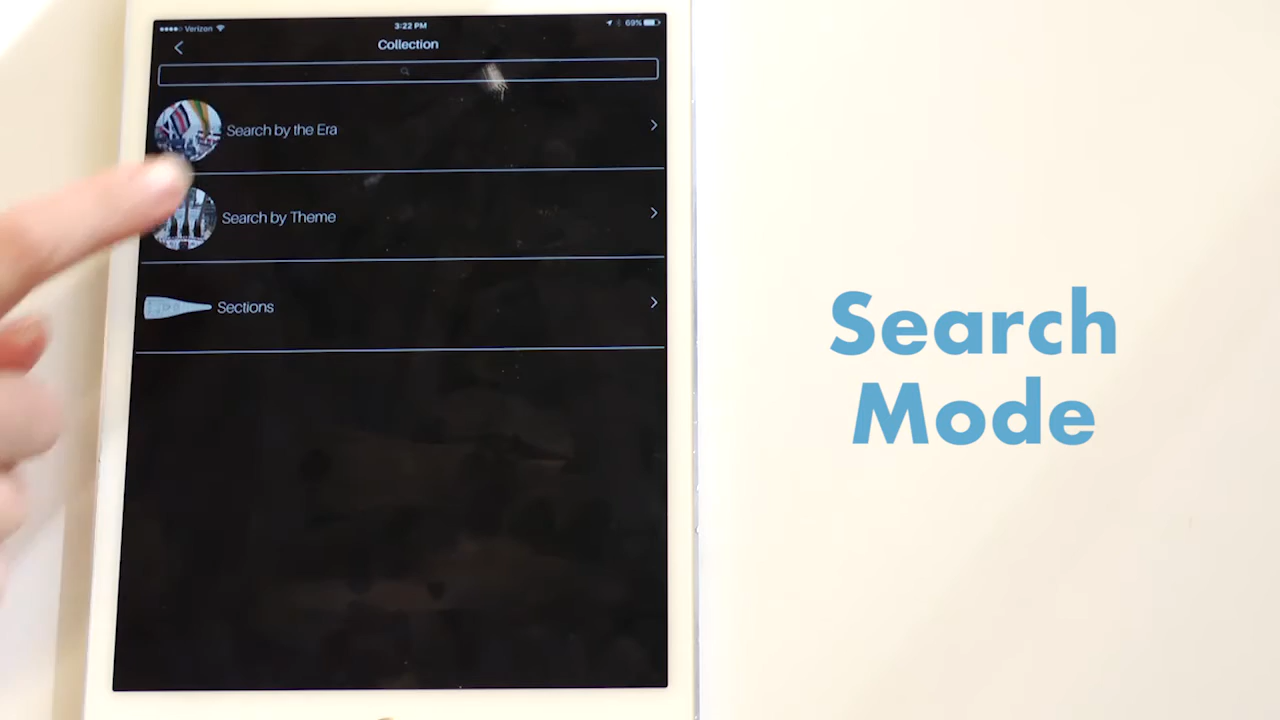 Verizon 3:22 PM 69%
Collection
Search by the Era
Search by Theme
Sections
Search
Mode